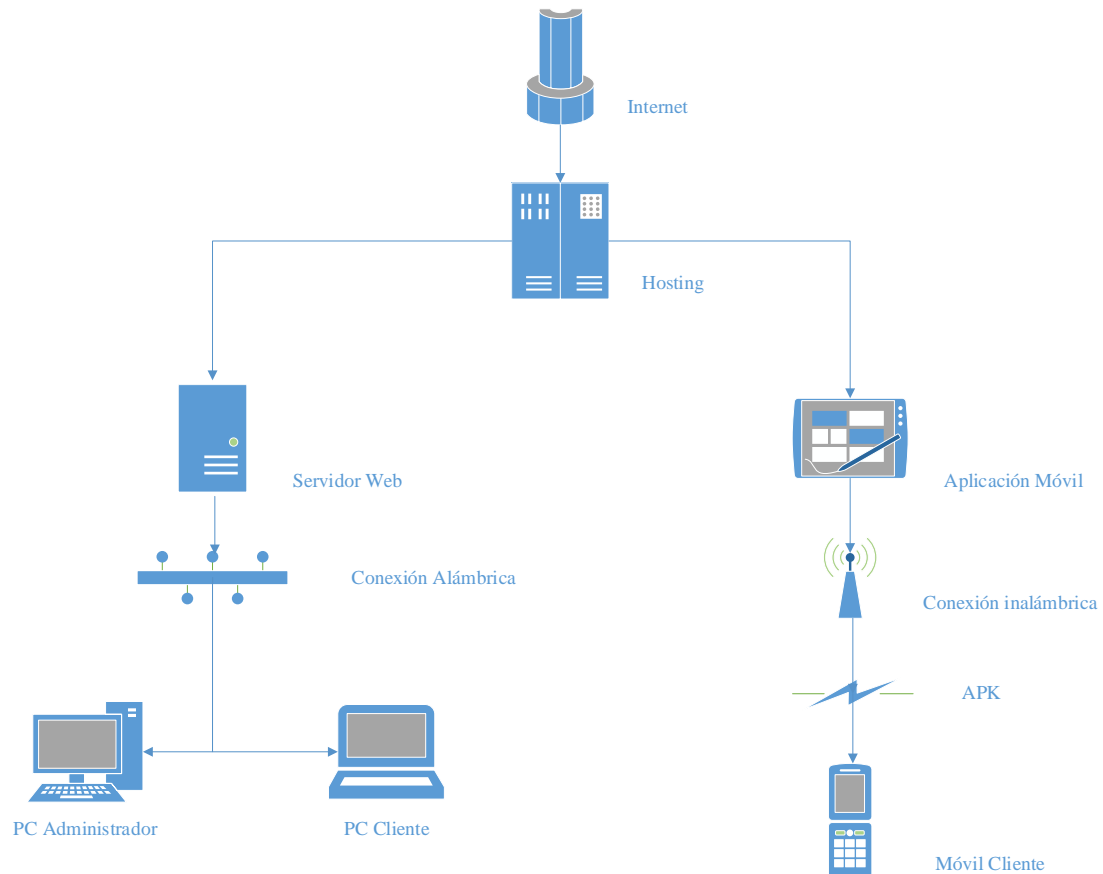 Internet
Hosting
Servidor Web
Aplicación Móvil
Conexión Alámbrica
Conexión inalámbrica
APK
PC Administrador
PC Cliente
Móvil Cliente